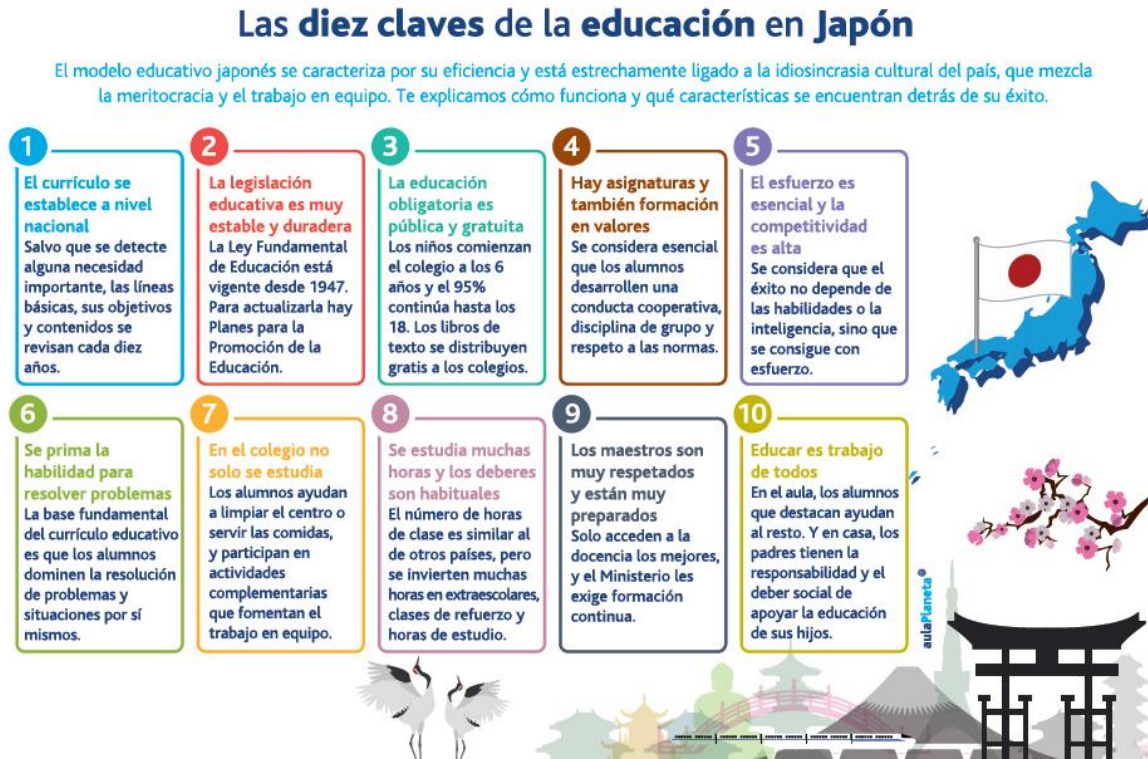 Las diez claves de la educación en Japón
El modelo educativo japonés se caracteriza por su eficiencia y está estrechamente ligado a la idiosincrasia cultural del país, que mezcla
la meritocracia y el trabajo en equipo. Te explicamos cómo funciona y qué características se encuentran detrás de su éxito.
1
El currículo se
establece a nivel
nacional
Salvo que se detecte
alguna necesidad
importante, las líneas
básicas, sus objetivos
y contenidos se
revisan cada diez
años.
2
La legislación
educativa es muy
estable y duradera
La Ley Fundamental
de Educación está
vigente desde 1947.
Para actualizarla hay
Planes para la
Promoción de la
Educación.
3
La educación
obligatoria es
pública y gratuita
Los niños comienzan
el colegio a los 6
años y el 95%
continúa hasta los
18. Los libros de
texto se distribuyen
gratis a los colegios.
4
Hay asignaturas y
también formación
en valores
Se considera esencial
que los alumnos
desarrollen una
conducta cooperativa,
disciplina de grupo y
respeto a las normas.
5
El esfuerzo es
esencial y la
competitividad
es alta
Se considera que el
éxito no depende de
las habilidades o la
inteligencia, sino que
se consigue con
esfuerzo.
6
Se prima la
habilidad para
resolver problemas
La base fundamental
del currículo educativo
es que los alumnos
dominen la resolución
de problemas y
situaciones por sí
mismos.
7
En el colegio no
solo se estudia
Los alumnos ayudan
a limpiar el centro o
servir las comidas,
y participan en
actividades
complementarias
que fomentan el
trabajo en equipo.
8
Se estudia muchas
horas y los deberes
son habituales
El número de horas
de clase es similar al
de otros países, pero
se invierten muchas
horas en extraescolares,
clases de refuerzo y
horas de estudio.
9
Los maestros son
muy respetados
y están muy
preparados
Solo acceden a la
docencia los mejores,
y el Ministerio les
exige formación
continua.
10
Educar es trabajo
de todos
En el aula, los alumnos
que destacan ayudan
al resto. Y en casa, los
padres tienen la
responsabilidad y el
deber social de
apoyar la educación
de sus hijos.
aulaPlaneta